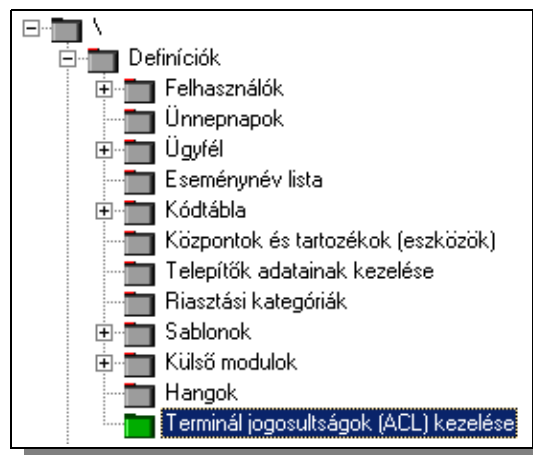 \
Definíciók
Felhasználók
Ünnepnapok
Ügyfél
Eseménynév lista
Kódtábla
Központok és tartozékok (eszközök)
Telepítők adatainak kezelése
Riasztási kategóriák
Sablonok
Külső modulok
Hangok
Terminál jogosultságok (ACL) kezelése